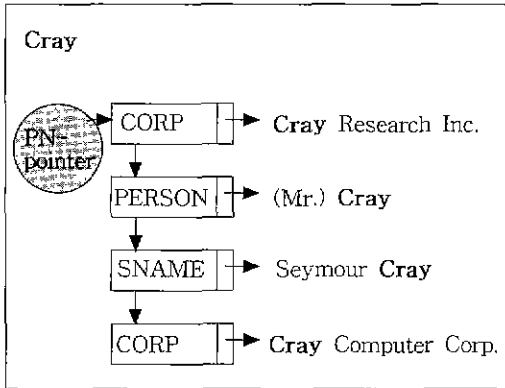 Cray
PN-
pointer
CORP Cray Research Inc.
PERSON (Mr.) Cray
SNAME Seymour Cray
CORP Cray Computer Corp.